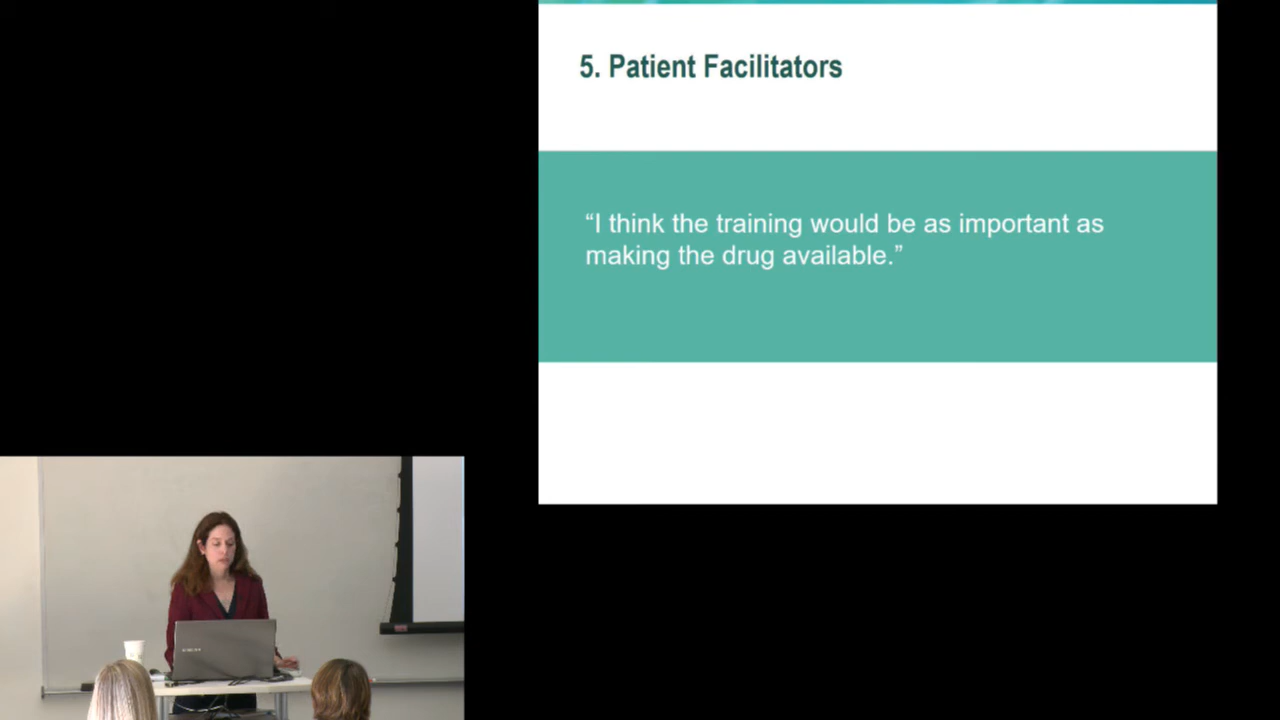 5. Patient Facilitators
“I think the training would be as important as
making the drug available.”